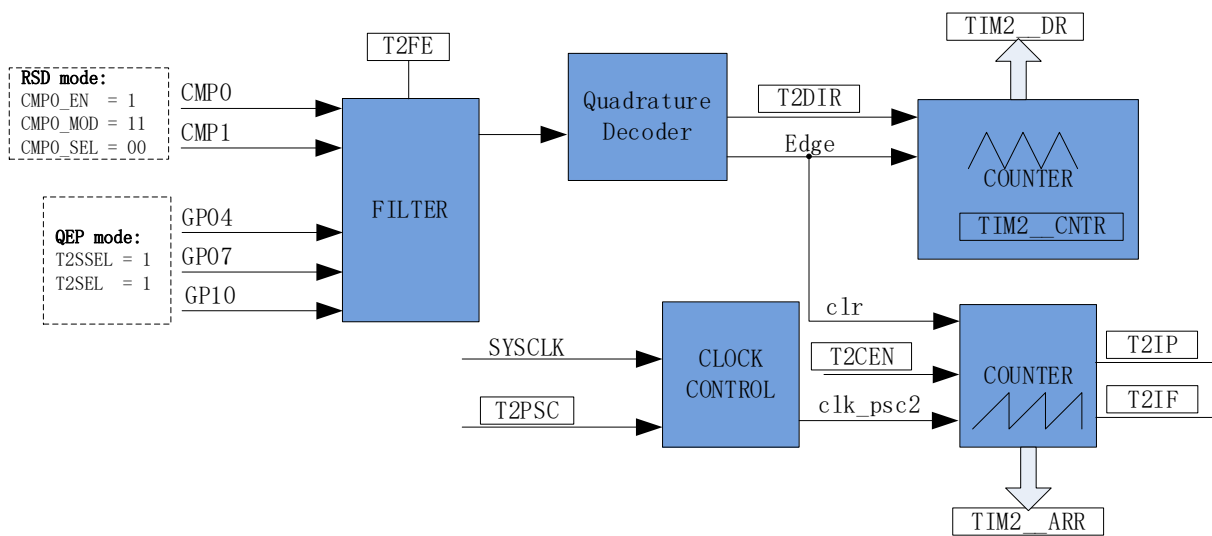 TIM2__DR
T2FE
RSD mode:
CMP0_EN = 1
CMP0_MOD = 11
CMP0_SEL = 00
CMP0
CMP1
Quadrature
Decoder
T2DIR
Edge
COUNTER
TIM2__CNTR
FILTER
QEP mode:
T2SSEL = 1
T2SEL = 1
GP04
GP07
GP10
SYSCLK
T2PSC
CLOCK
CONTROL
clr
T2CEN
clk_psc2
COUNTER
T2IP
T2IF
TIM2__ARR